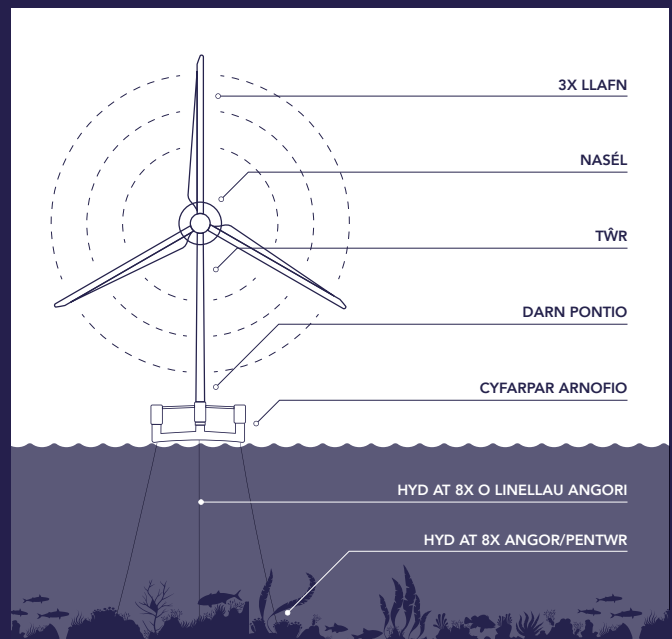 3X LLAFN
NASÉL
TŴR
DARN PONTIO
CYFARPAR ARNOFIO
HYD AT 8X O LINELLAU ANGORI
HYD AT 8X ANGOR/PENTWR